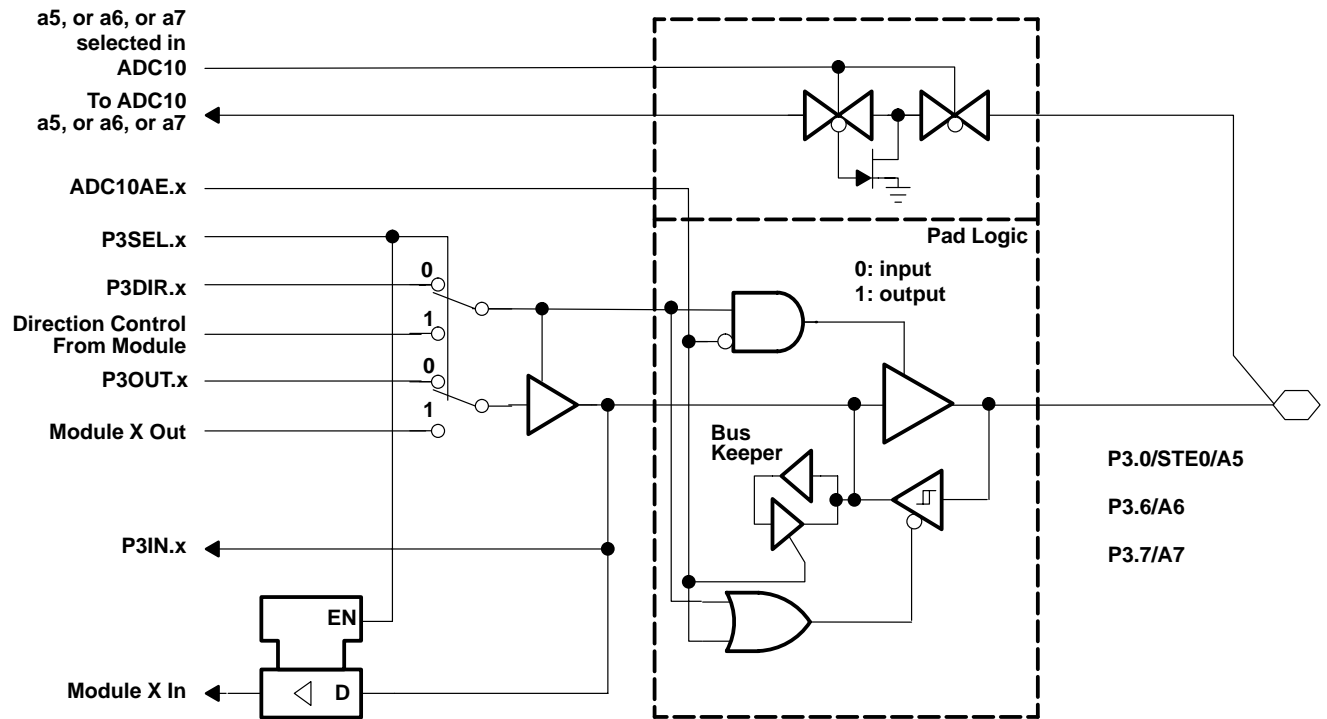 a5, or a6, or a7
selected in
ADC10
To ADC10
a5, or a6, or a7
ADC10AE.x
P3SEL.x
Pad Logic
0: input
1: output
0
P3DIR.x
Direction Control
From Module
1
0
P3OUT.x
1
Module X Out
Bus
Keeper
P3.0/STE0/A5
P3.6/A6
P3.7/A7
P3IN.x
EN
Module X In
D